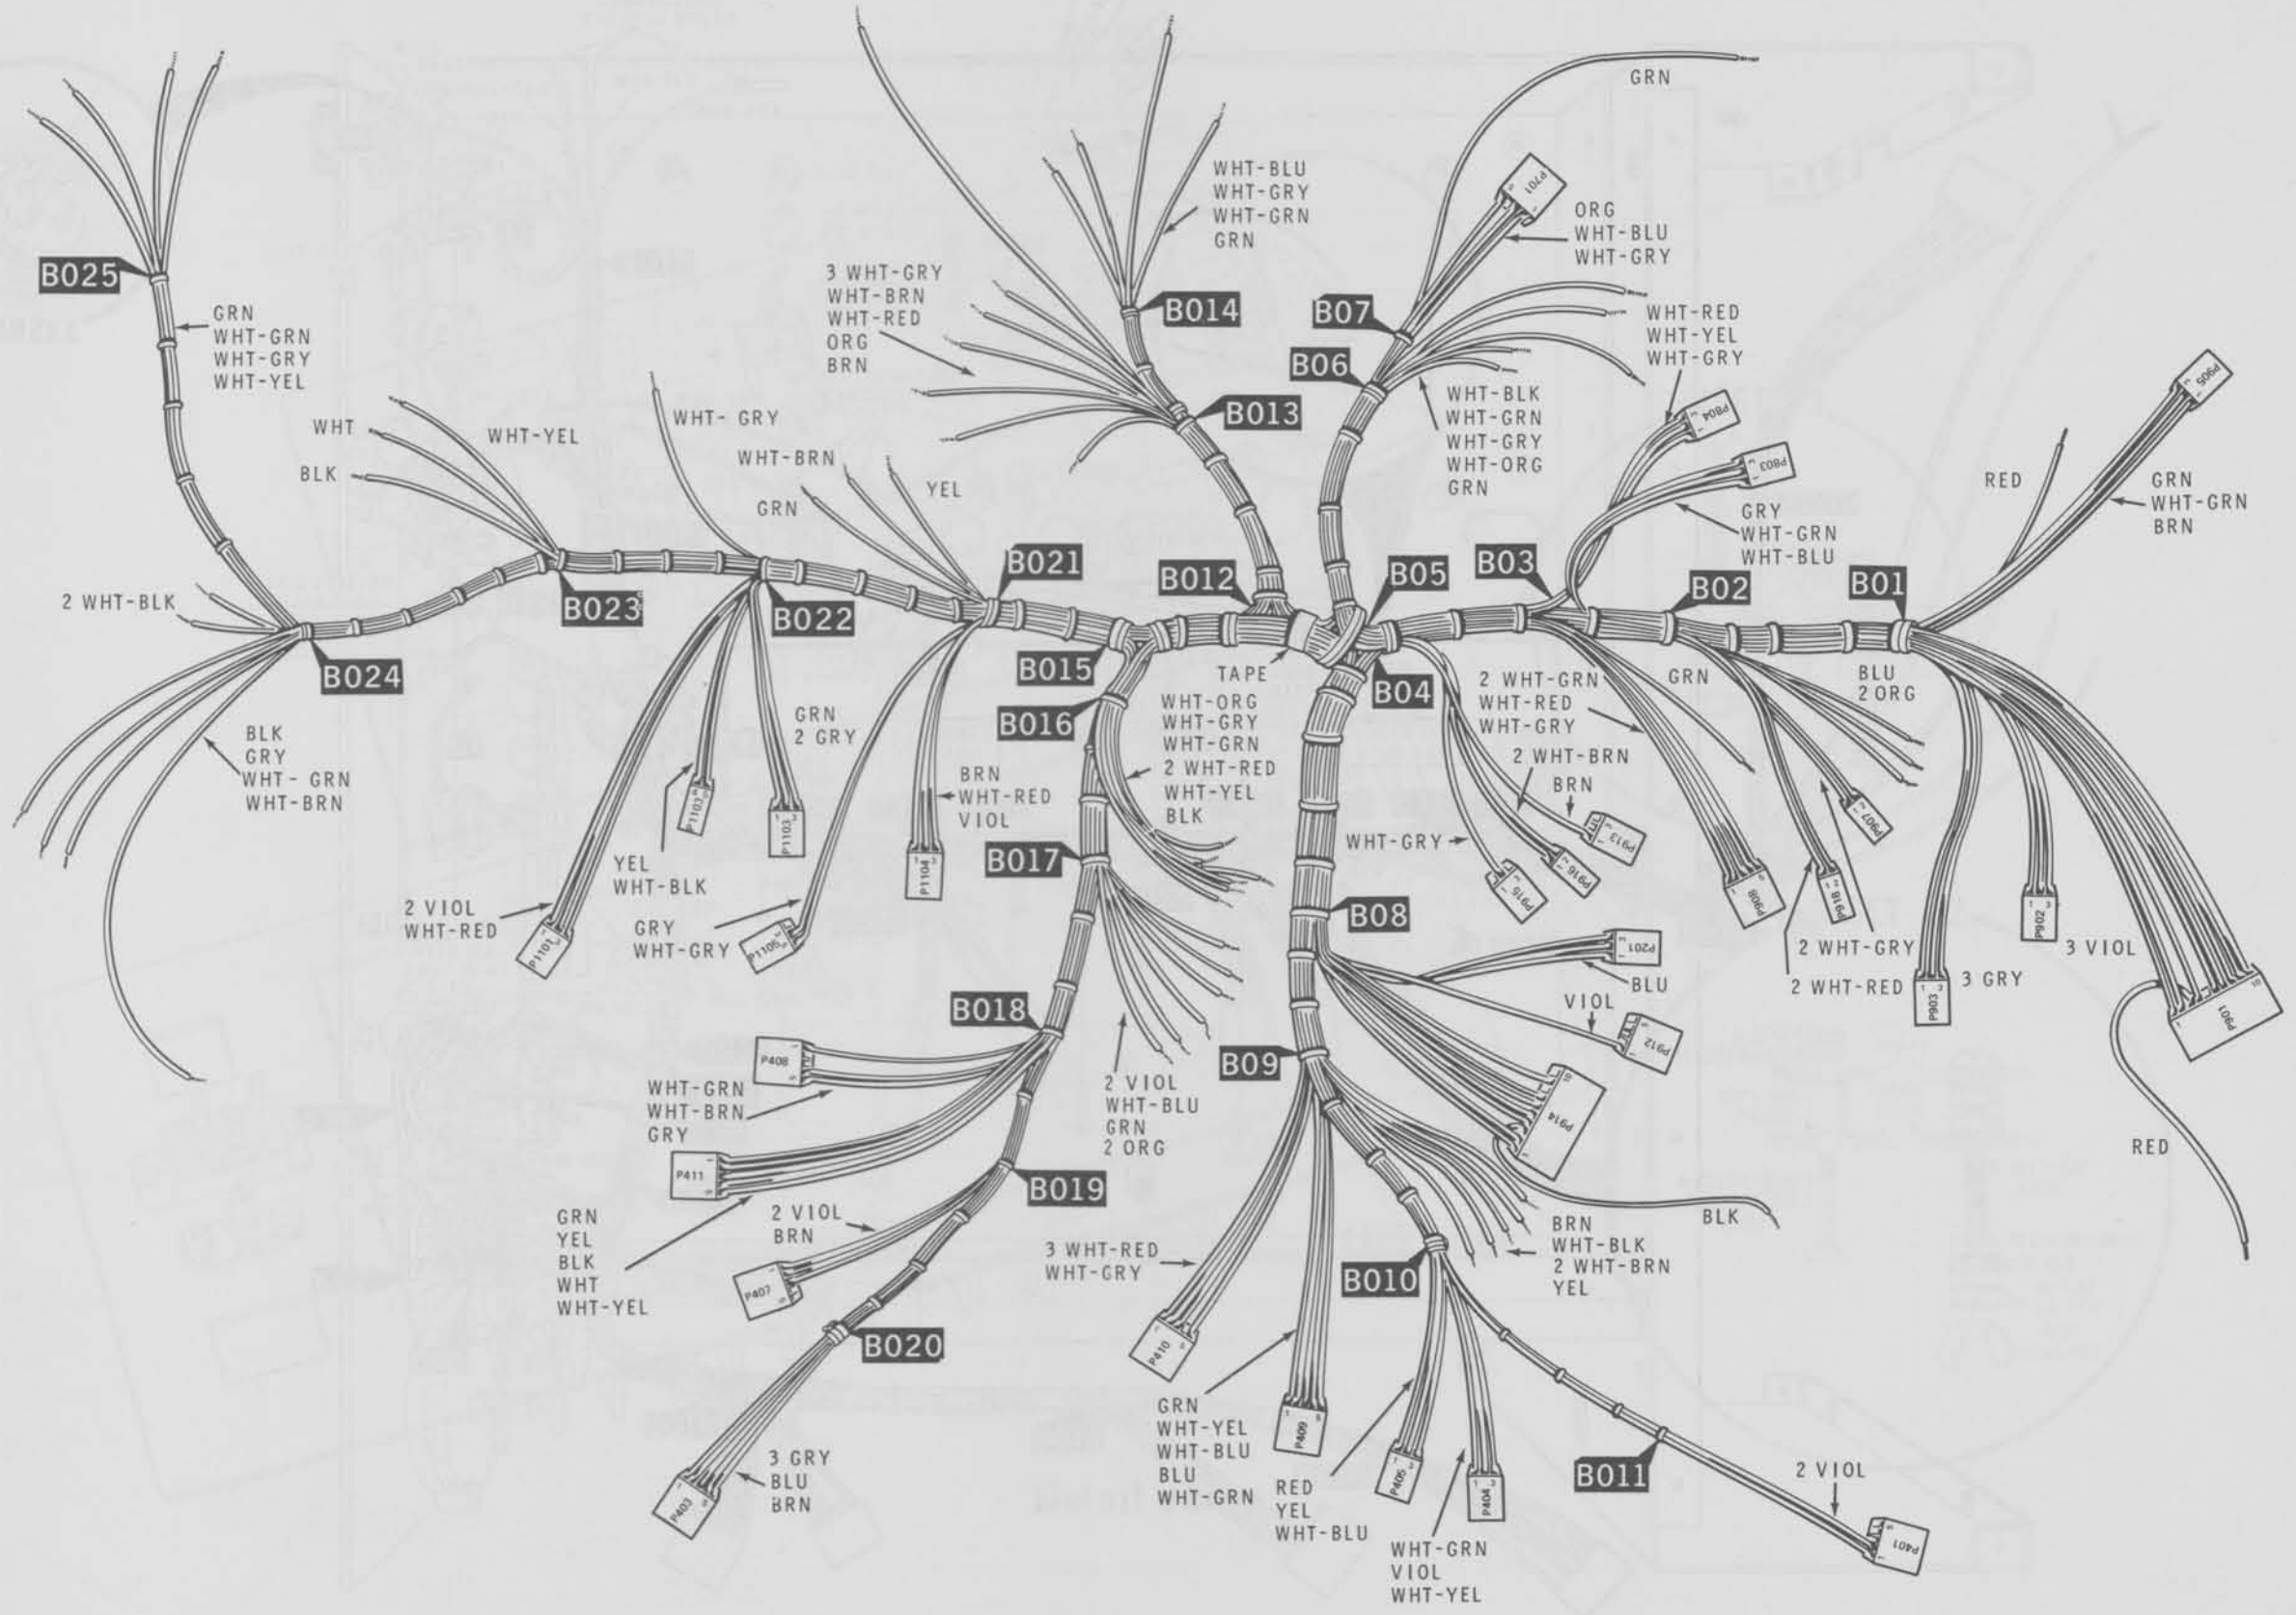 GRN
P701
WHT-BLU
WHT-GRY
WHT-GRN
GRN
ORG
WHT-BLU
WHT-GRY
B025
3 WHT-GRY
WHT-BRN
WHT-RED
ORG
BRN
B014
B07
GRN
WHT-GRN
WHT-GRY
WHT-YEL
WHT-RED
WHT-YEL
WHT-GRY
B06
P905
WHT-BLK
WHT-GRN
WHT-GRY
WHT-ORG
GRN
P804
P803
B013
WHT- GRY
WHT
WHT-YEL
BLK
WHT-BRN
YEL
GRN
RED
GRN
WHT-GRN
BRN
GRY
WHT-GRN
WHT-BLU
B021
B012
B05
B03
B02
B01
2 WHT-BLK
B023
B022
B024
B015
TAPE
B04
2 WHT-GRN
WHT-RED
WHT-GRY
GRN
BLU
2 ORG
B016
WHT-ORG
WHT-GRY
WHT-GRN
2 WHT-RED
WHT-YEL
BLK
GRN
2 GRY
BLK
GRY
WHT- GRN
WHT-BRN
2 WHT-BRN
BRN
BRN
WHT-RED
VIOL
P1103
P1103
P1104
WHT-GRY
P915
P916
P913
P907
P908
P918
B017
YEL
WHT-BLK
2 VIOL
WHT-RED
P1101
GRY
WHT-GRY
P1105
B08
P201
BLU
VIOL
P912
2 WHT-GRY
2 WHT-RED
P903
3 GRY
P902
3 VIOL
P901
RED
B018
P408
WHT-GRN
WHT-BRN
GRY
B09
2 VIOL
WHT-BLU
GRN
2 ORG
P914
BLK
P411
B019
GRN
YEL
BLK
WHT
WHT-YEL
2 VIOL
BRN
P407
3 WHT-RED
WHT-GRY
B010
BRN
WHT-BLK
2 WHT-BRN
YEL
B020
P410
GRN
WHT-YEL
WHT-BLU
BLU
WHT-GRN
P409
3 GRY
BLU
BRN
P403
RED
YEL
WHT-BLU
P406
P404
B011
2 VIOL
P401
WHT-GRN
VIOL
WHT-YEL